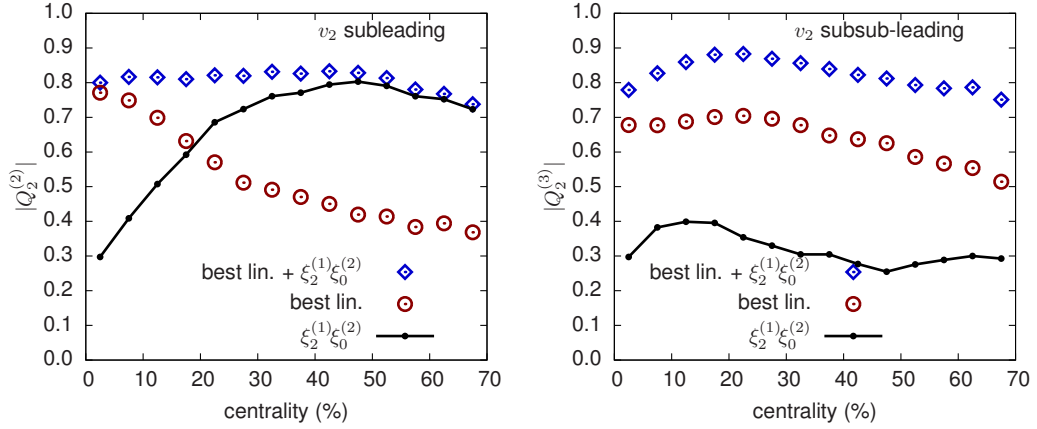 v₂ subleading
|Q₂⁽²⁾|
1.0
0.9
0.8
0.7
0.6
0.5
0.4
0.3
0.2
0.1
0.0
best lin. + ξ₂⁽¹⁾ξ₀⁽²⁾
best lin.
ξ₂⁽¹⁾ξ₀⁽²⁾
0 10 20 30 40 50 60 70
centrality (%)
v₂ subsub-leading
|Q₂⁽³⁾|
1.0
0.9
0.8
0.7
0.6
0.5
0.4
0.3
0.2
0.1
0.0
best lin. + ξ₂⁽¹⁾ξ₀⁽²⁾
best lin.
ξ₂⁽¹⁾ξ₀⁽²⁾
0 10 20 30 40 50 60 70
centrality (%)